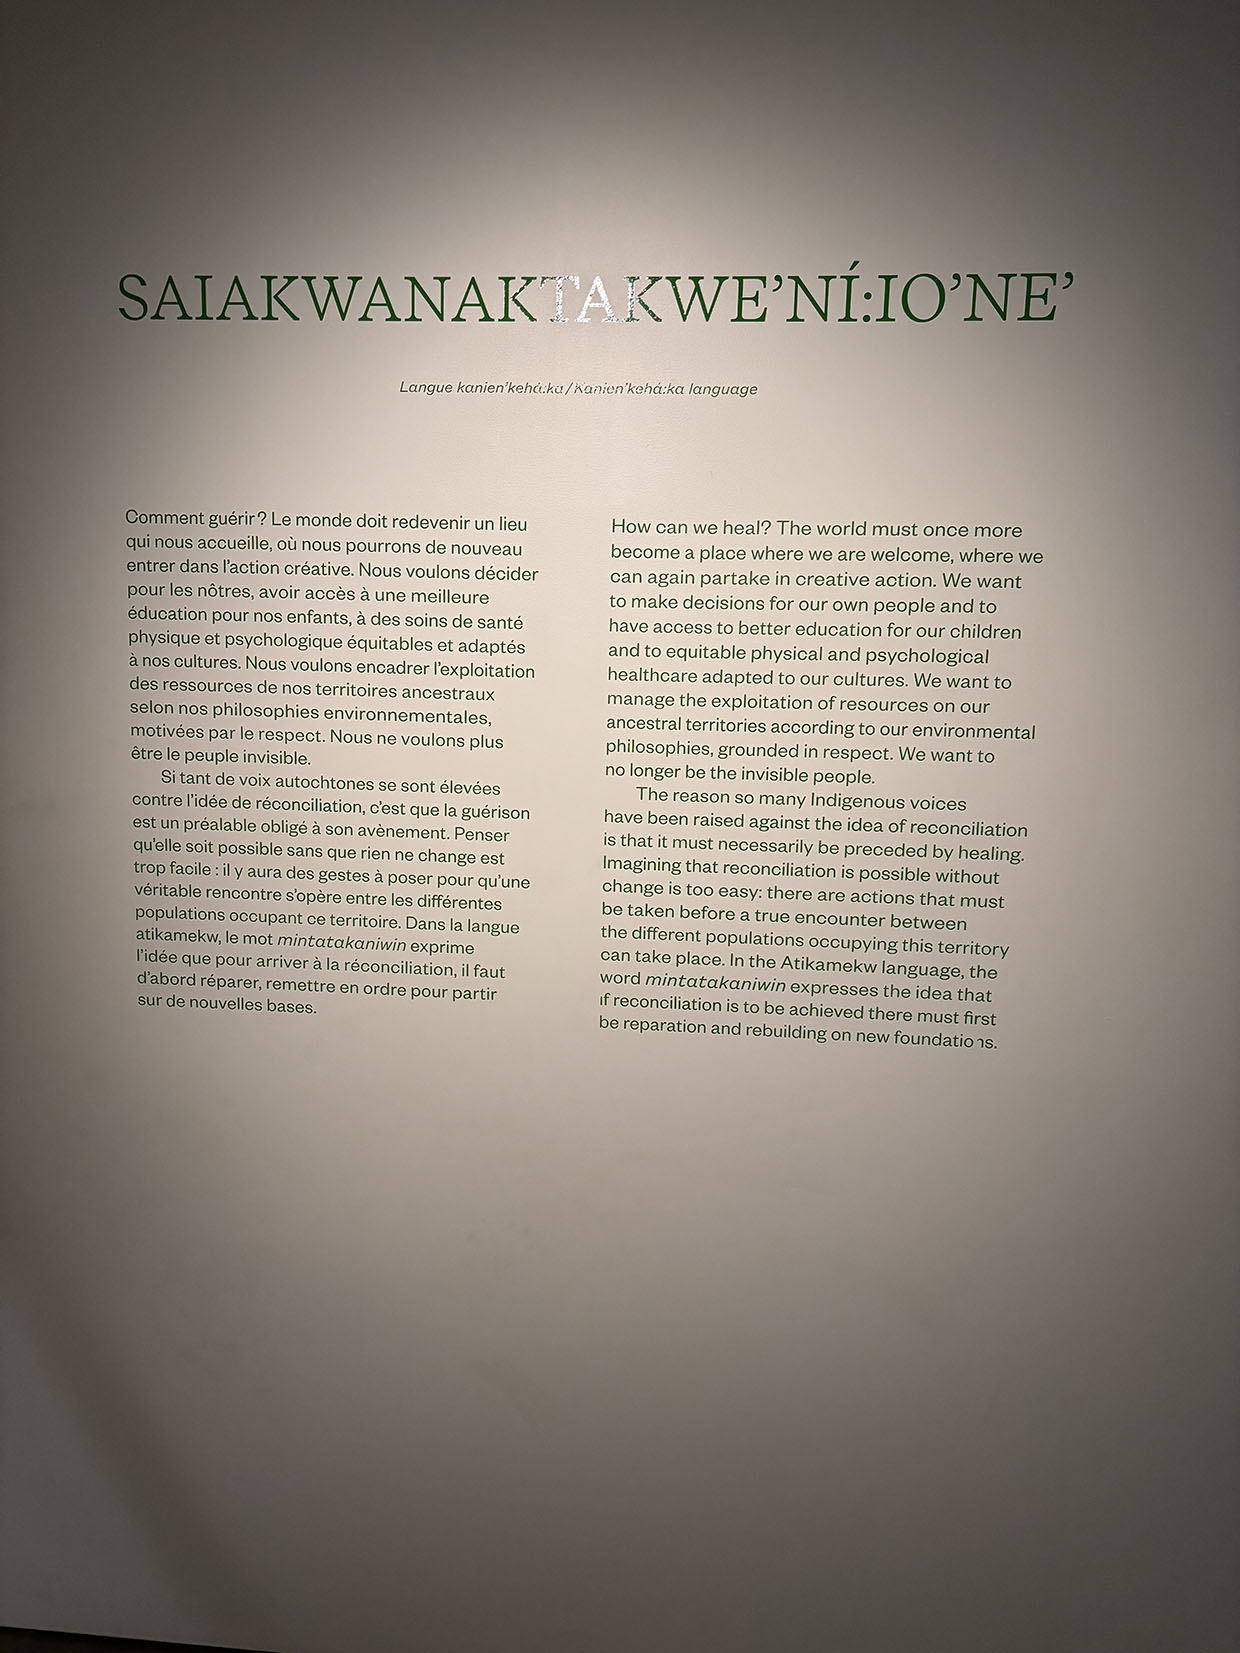 SAIAKWANAKTAKWE’NÍ:IO’NE’
Langue kanien’kehá:ka / Kanien’kehá:ka language
Comment guérir? Le monde doit redevenir un lieu
qui nous accueille, où nous pourrons de nouveau
entrer dans l’action créative. Nous voulons décider
pour les nôtres, avoir accès à une meilleure
éducation pour nos enfants, à des soins de santé
physique et psychologique équitables et adaptés
à nos cultures. Nous voulons encadrer l’exploitation
des ressources de nos territoires ancestraux
selon nos philosophies environnementales,
motivées par le respect. Nous ne voulons plus
être le peuple invisible.
Si tant de voix autochtones se sont élevées
contre l’idée de réconciliation, c’est que la guérison
est un préalable obligé à son avènement. Penser
qu’elle soit possible sans que rien ne change est
trop facile : il y aura des gestes à poser pour qu’une
véritable rencontre s’opère entre les différentes
populations occupant ce territoire. Dans la langue
atikamekw, le mot mintatakaniwin exprime
l’idée que pour arriver à la réconciliation, il faut
d’abord réparer, remettre en ordre pour partir
sur de nouvelles bases.
How can we heal? The world must once more
become a place where we are welcome, where we
can again partake in creative action. We want
to make decisions for our own people and to
have access to better education for our children
and to equitable physical and psychological
healthcare adapted to our cultures. We want to
manage the exploitation of resources on our
ancestral territories according to our environmental
philosophies, grounded in respect. We want to
no longer be the invisible people.
The reason so many Indigenous voices
have been raised against the idea of reconciliation
is that it must necessarily be preceded by healing.
Imagining that reconciliation is possible without
change is too easy: there are actions that must
be taken before a true encounter between
the different populations occupying this territory
can take place. In the Atikamekw language, the
word mintatakaniwin expresses the idea that
if reconciliation is to be achieved there must first
be reparation and rebuilding on new foundations.